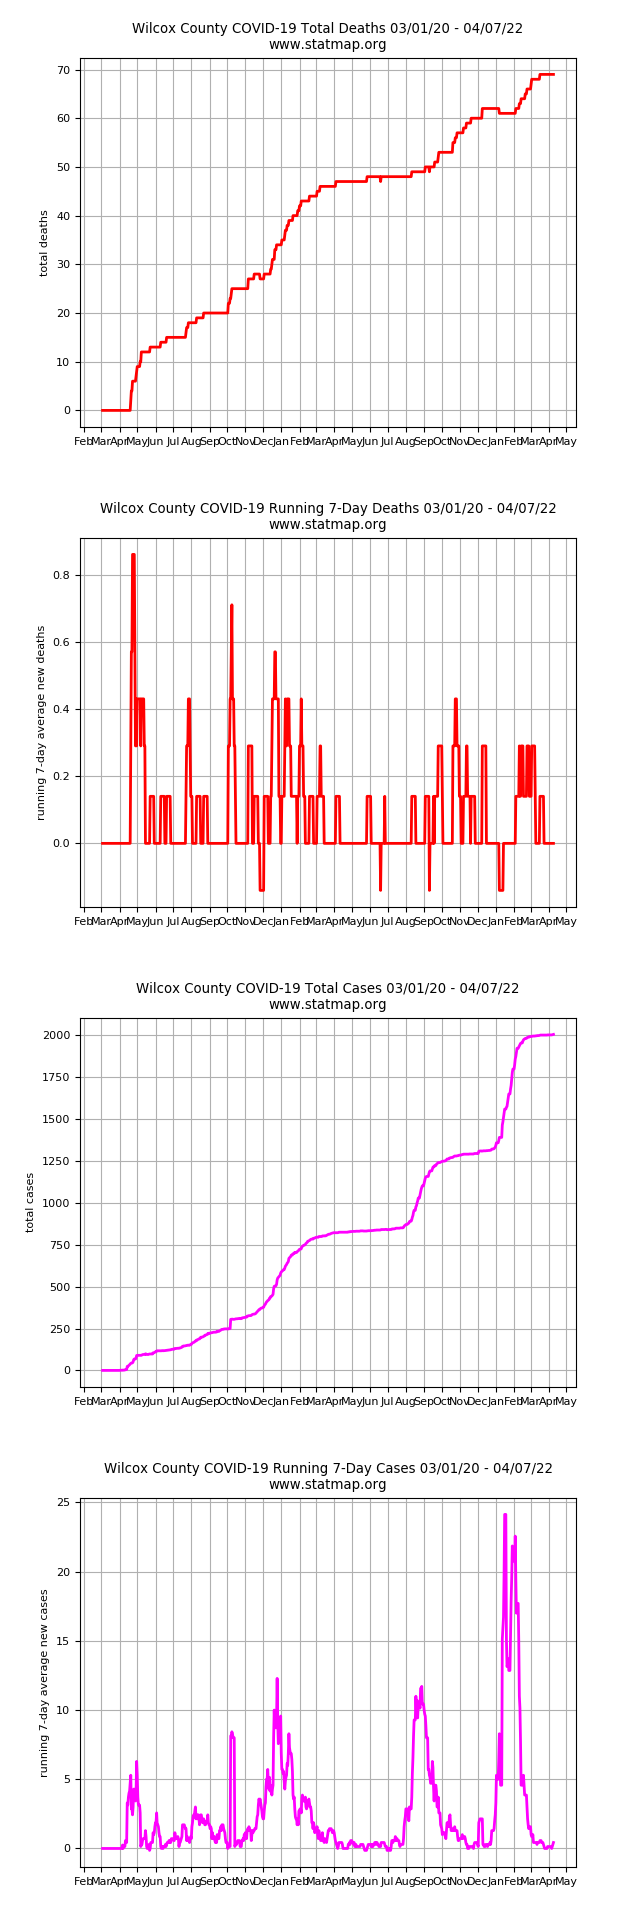 Wilcox County COVID-19 Total Deaths 03/01/20 - 04/07/22
www.statmap.org
70
60
50
40
30
20
10
0
total deaths
Feb Mar Apr May Jun Jul Aug Sep Oct Nov Dec Jan Feb Mar Apr May Jun Jul Aug Sep Oct Nov Dec Jan Feb Mar Apr May
Wilcox County COVID-19 Running 7-Day Deaths 03/01/20 - 04/07/22
www.statmap.org
0.8
0.6
0.4
0.2
0.0
running 7-day average new deaths
Feb Mar Apr May Jun Jul Aug Sep Oct Nov Dec Jan Feb Mar Apr May Jun Jul Aug Sep Oct Nov Dec Jan Feb Mar Apr May
Wilcox County COVID-19 Total Cases 03/01/20 - 04/07/22
www.statmap.org
2000
1750
1500
1250
1000
750
500
250
0
total cases
Feb Mar Apr May Jun Jul Aug Sep Oct Nov Dec Jan Feb Mar Apr May Jun Jul Aug Sep Oct Nov Dec Jan Feb Mar Apr May
Wilcox County COVID-19 Running 7-Day Cases 03/01/20 - 04/07/22
www.statmap.org
25
20
15
10
5
0
running 7-day average new cases
Feb Mar Apr May Jun Jul Aug Sep Oct Nov Dec Jan Feb Mar Apr May Jun Jul Aug Sep Oct Nov Dec Jan Feb Mar Apr May